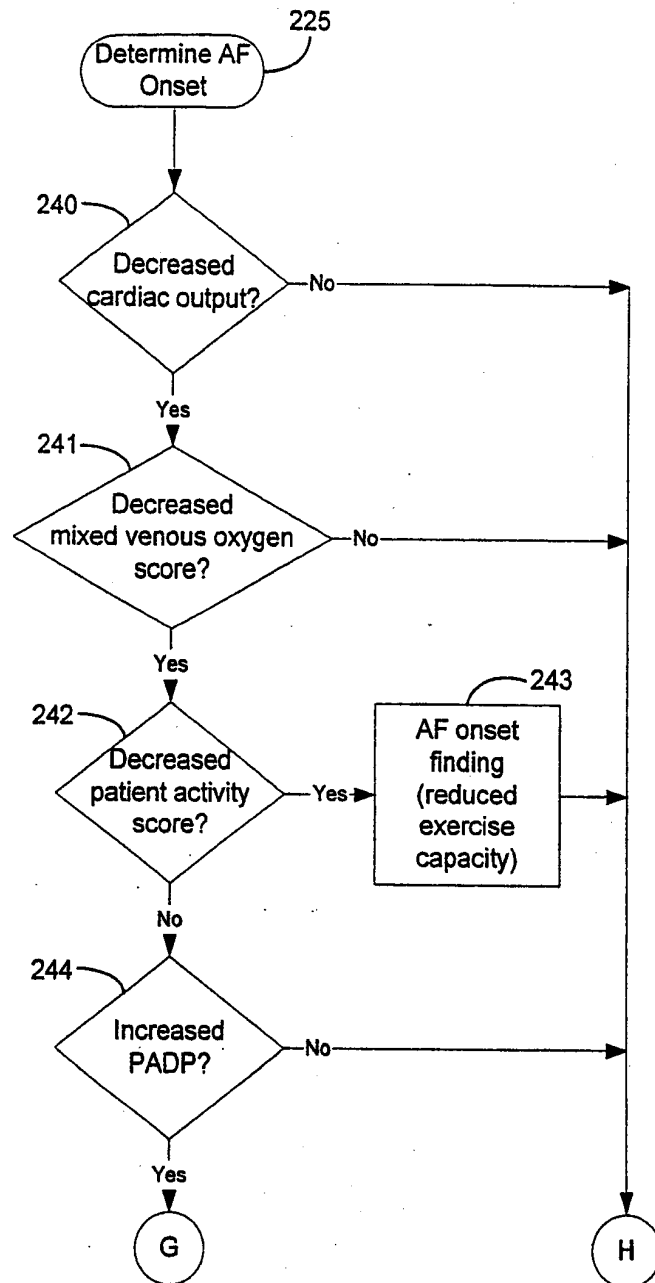 225
Determine AF
Onset
240
Decreased
cardiac output?
No
Yes
241
Decreased
mixed venous oxygen
score?
No
Yes
242
Decreased
patient activity
score?
Yes
243
AF onset
finding
(reduced
exercise
capacity)
No
244
Increased
PADP?
No
Yes
G
H